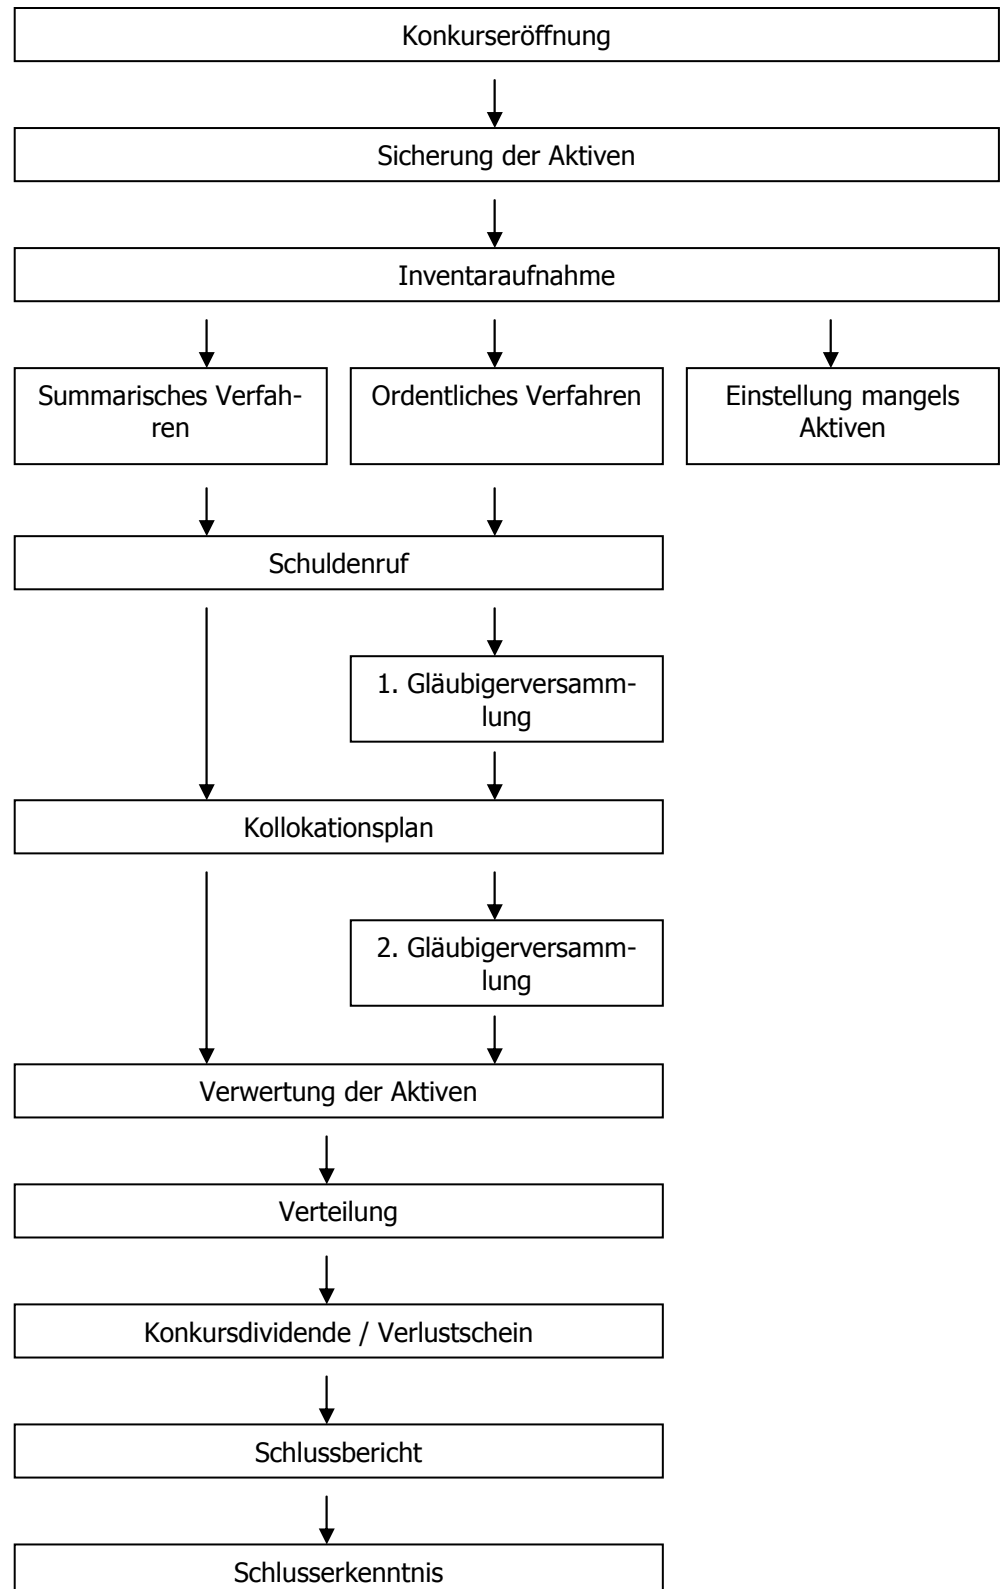 Konkurseröffnung
Sicherung der Aktiven
Inventaraufnahme
Summarisches Verfah-
ren
Ordentliches Verfahren
Einstellung mangels
Aktiven
Schuldenruf
1. Gläubigerversamm-
lung
Kollokationsplan
2. Gläubigerversamm-
lung
Verwertung der Aktiven
Verteilung
Konkursdividende / Verlustschein
Schlussbericht
Schlusserkenntnis